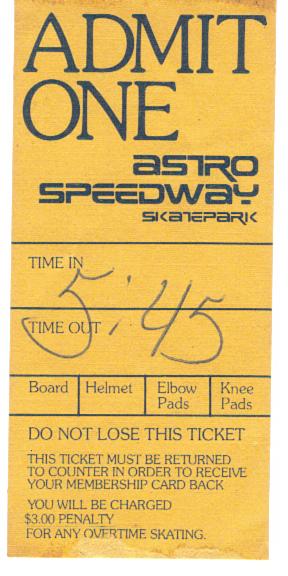 ADMIT
ONE
ASTRO
SPEEDWAY
SKATEPARK
TIME IN
5:45
TIME OUT
Board Helmet Elbow Pads Knee Pads
DO NOT LOSE THIS TICKET
THIS TICKET MUST BE RETURNED
TO COUNTER IN ORDER TO RECEIVE
YOUR MEMBERSHIP CARD BACK
YOU WILL BE CHARGED
$3.00 PENALTY
FOR ANY OVERTIME SKATING.